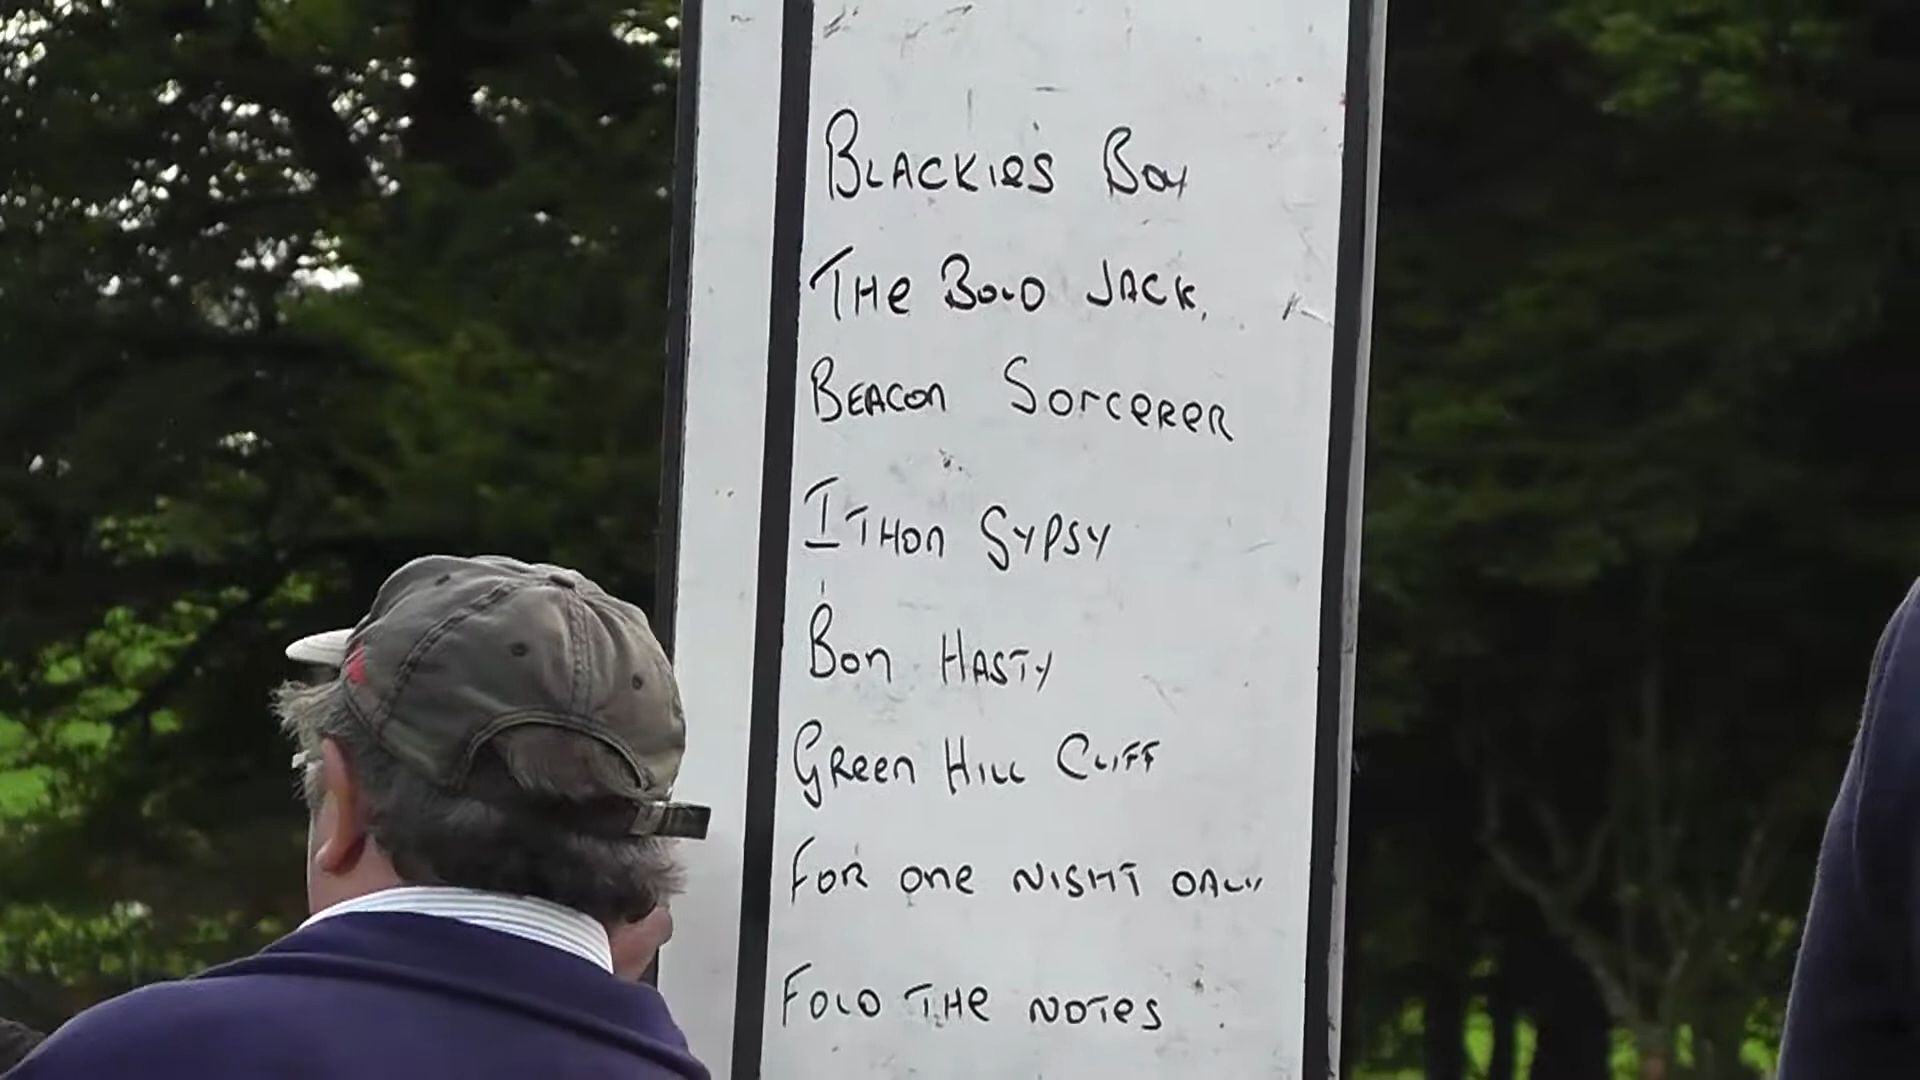 BLACKIES BOY
THE BOLD JACK.
BEACON SORCERER
ITHON GYPSY
BON HASTY
GREEN HILL CLIFF
FOR ONE NIGHT ONLY
FOLD THE NOTES